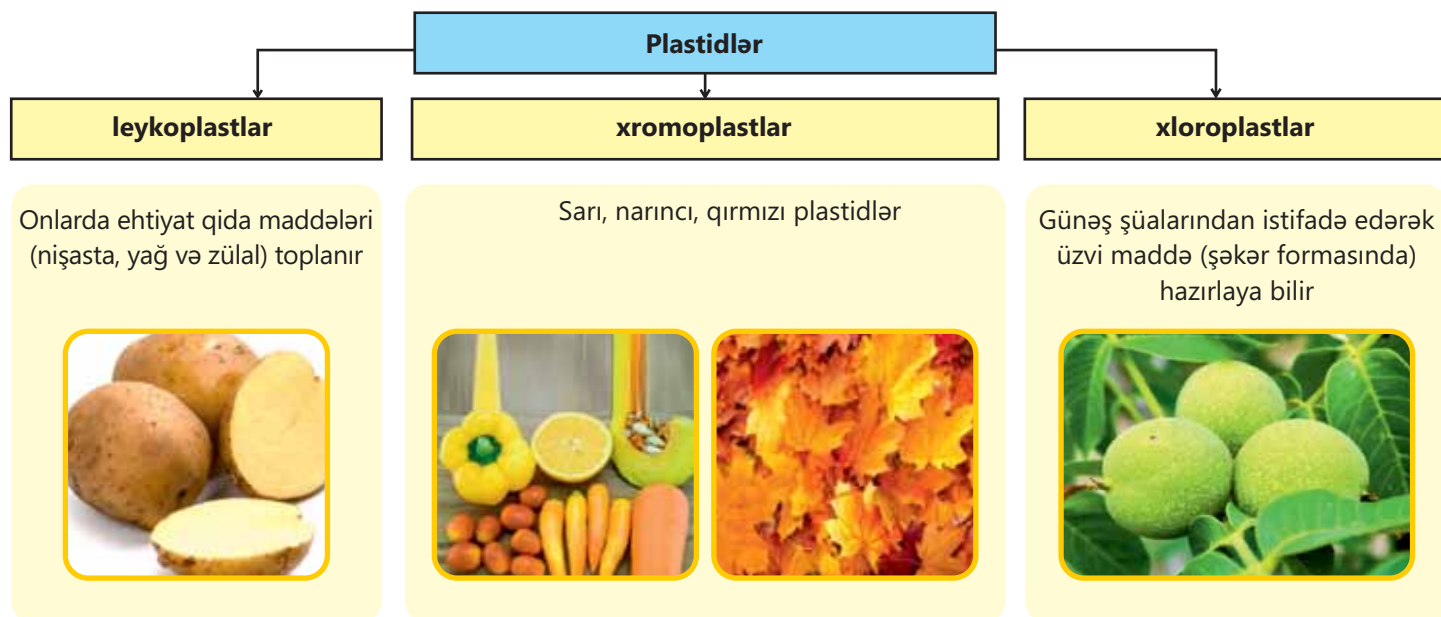 Plastidlər
leykoplastlar
xromoplastlar
xloroplastlar
Onlarda ehtiyat qida maddələri
(nişasta, yağ və zülal) toplanır
Sarı, narıncı, qırmızı plastidlər
Günəş şüalarından istifadə edərək
üzvi maddə (şəkər formasında)
hazırlaya bilir